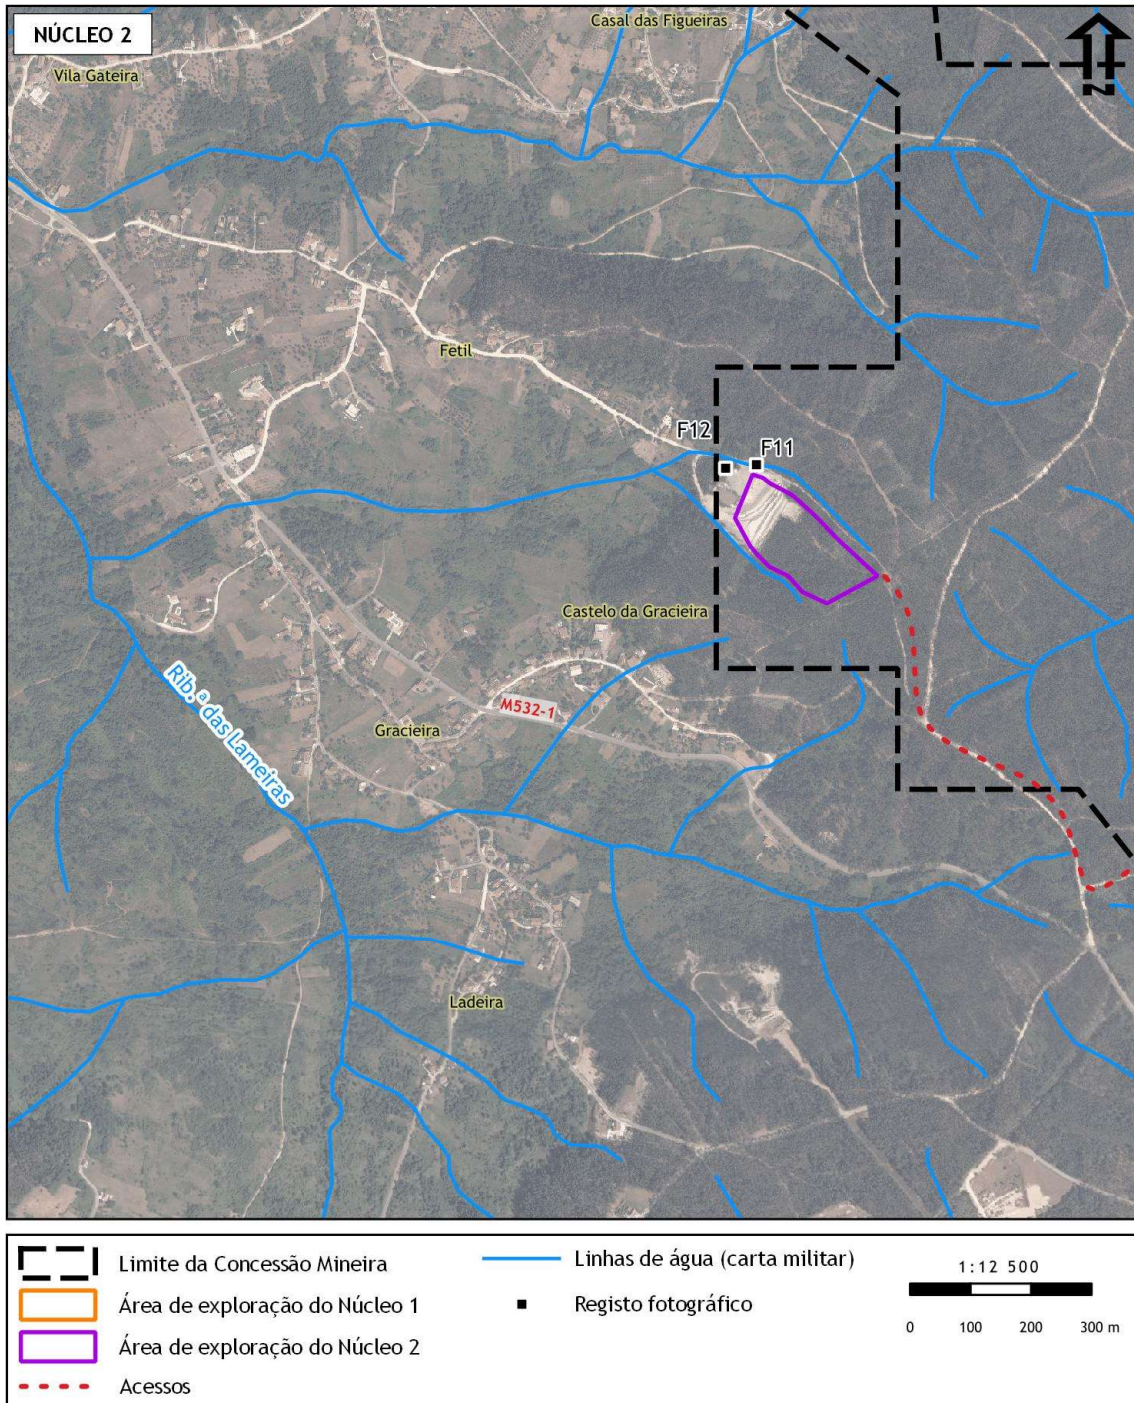 NÚCLEO 2
Casal das Figueiras
Vila Gateira
N
Fetil
F12
F11
Castelo da Gracieira
Rib.ª das Lameiras
M532-1
Gracieira
Ladeira
Limite da Concessão Mineira
Área de exploração do Núcleo 1
Área de exploração do Núcleo 2
Acessos
Linhas de água (carta militar)
Registo fotográfico
1:12 500
0 100 200 300 m